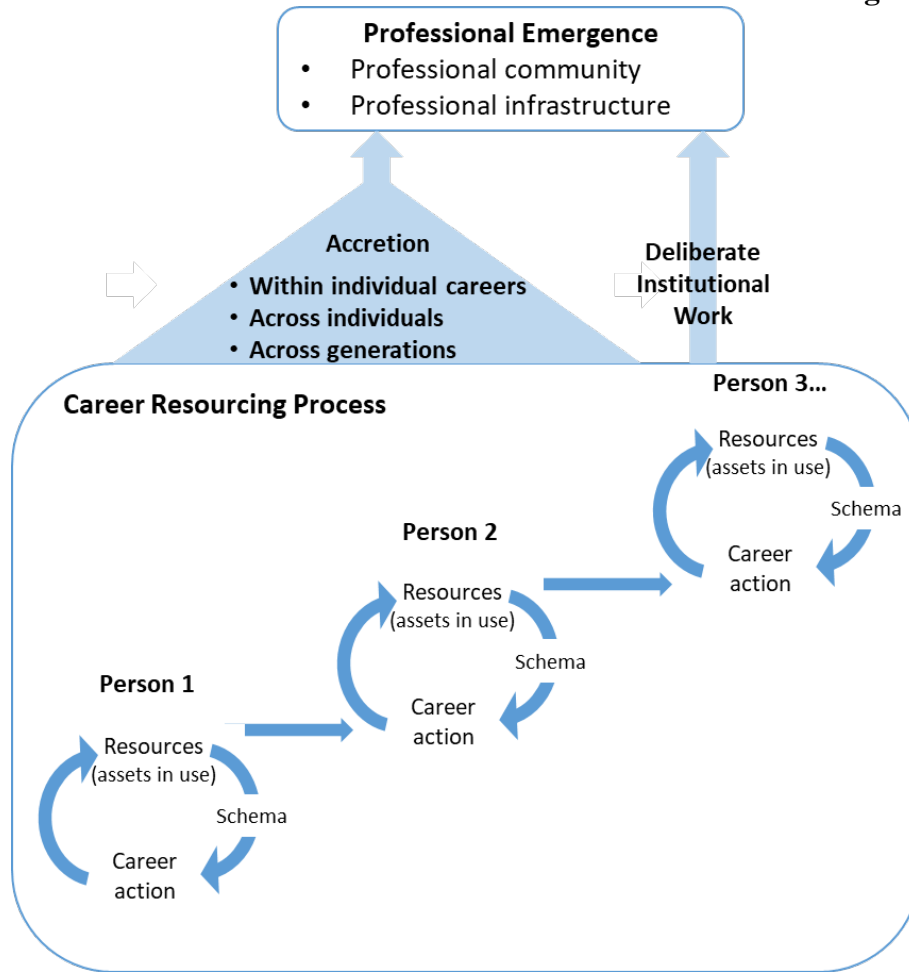 g
Professional Emergence
• Professional community
• Professional infrastructure
Accretion
• Within individual careers
• Across individuals
• Across generations
Deliberate
Institutional
Work
Career Resourcing Process
Person 3...
Resources
(assets in use)
Schema
Career
action
Person 2
Resources
(assets in use)
Schema
Career
action
Person 1
Resources
(assets in use)
Schema
Career
action